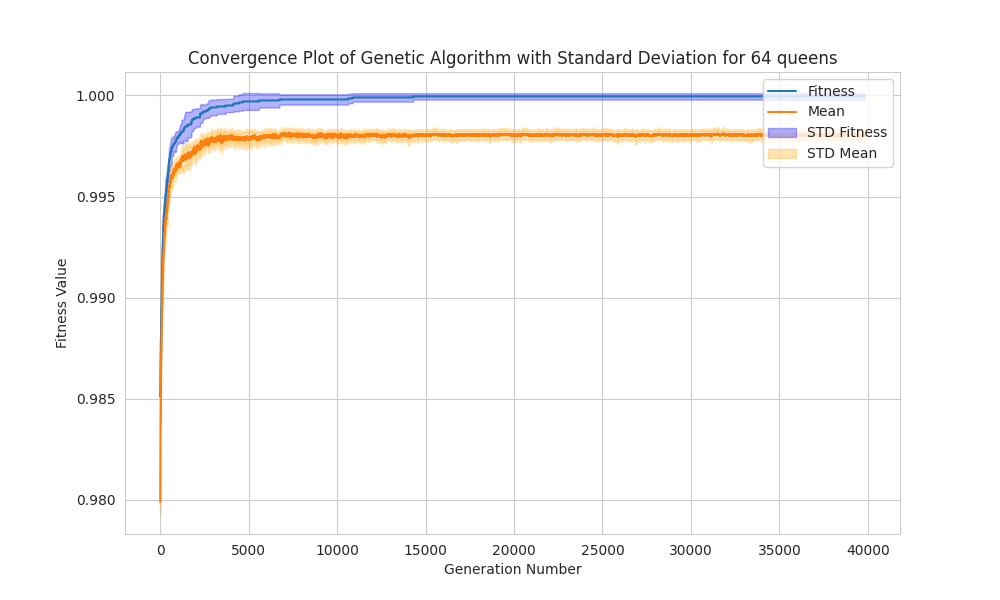 Convergence Plot of Genetic Algorithm with Standard Deviation for 64 queens
Fitness Value
1.000
0.995
0.990
0.985
0.980
Fitness
Mean
STD Fitness
STD Mean
0 5000 10000 15000 20000 25000 30000 35000 40000
Generation Number